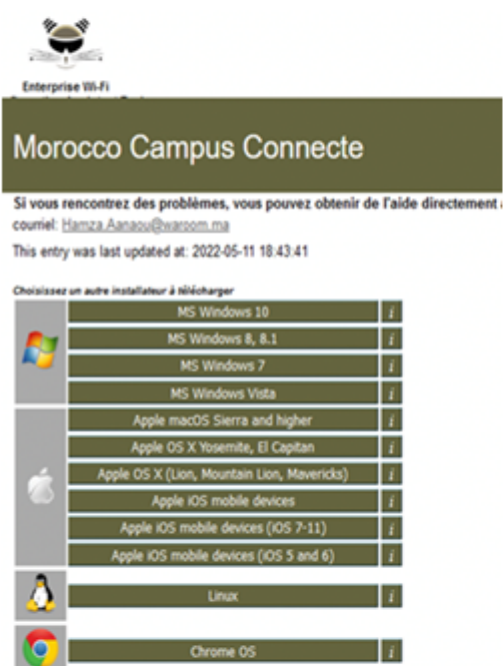 Enterprise Wi-Fi
Morocco Campus Connecte
Si vous rencontrez des problèmes, vous pouvez obtenir de l'aide directement
courriel: Hamza.Aanaou@waroom.ma
This entry was last updated at: 2022-05-11 18:43:41
Choisissez un autre installateur à télécharger
MS Windows 10 i
MS Windows 8, 8.1 i
MS Windows 7 i
MS Windows Vista i
Apple macOS Sierra and higher i
Apple OS X Yosemite, El Capitan i
Apple OS X (Lion, Mountain Lion, Mavericks) i
Apple iOS mobile devices i
Apple iOS mobile devices (iOS 7-11) i
Apple iOS mobile devices (iOS 5 and 6) i
Linux i
Chrome OS i